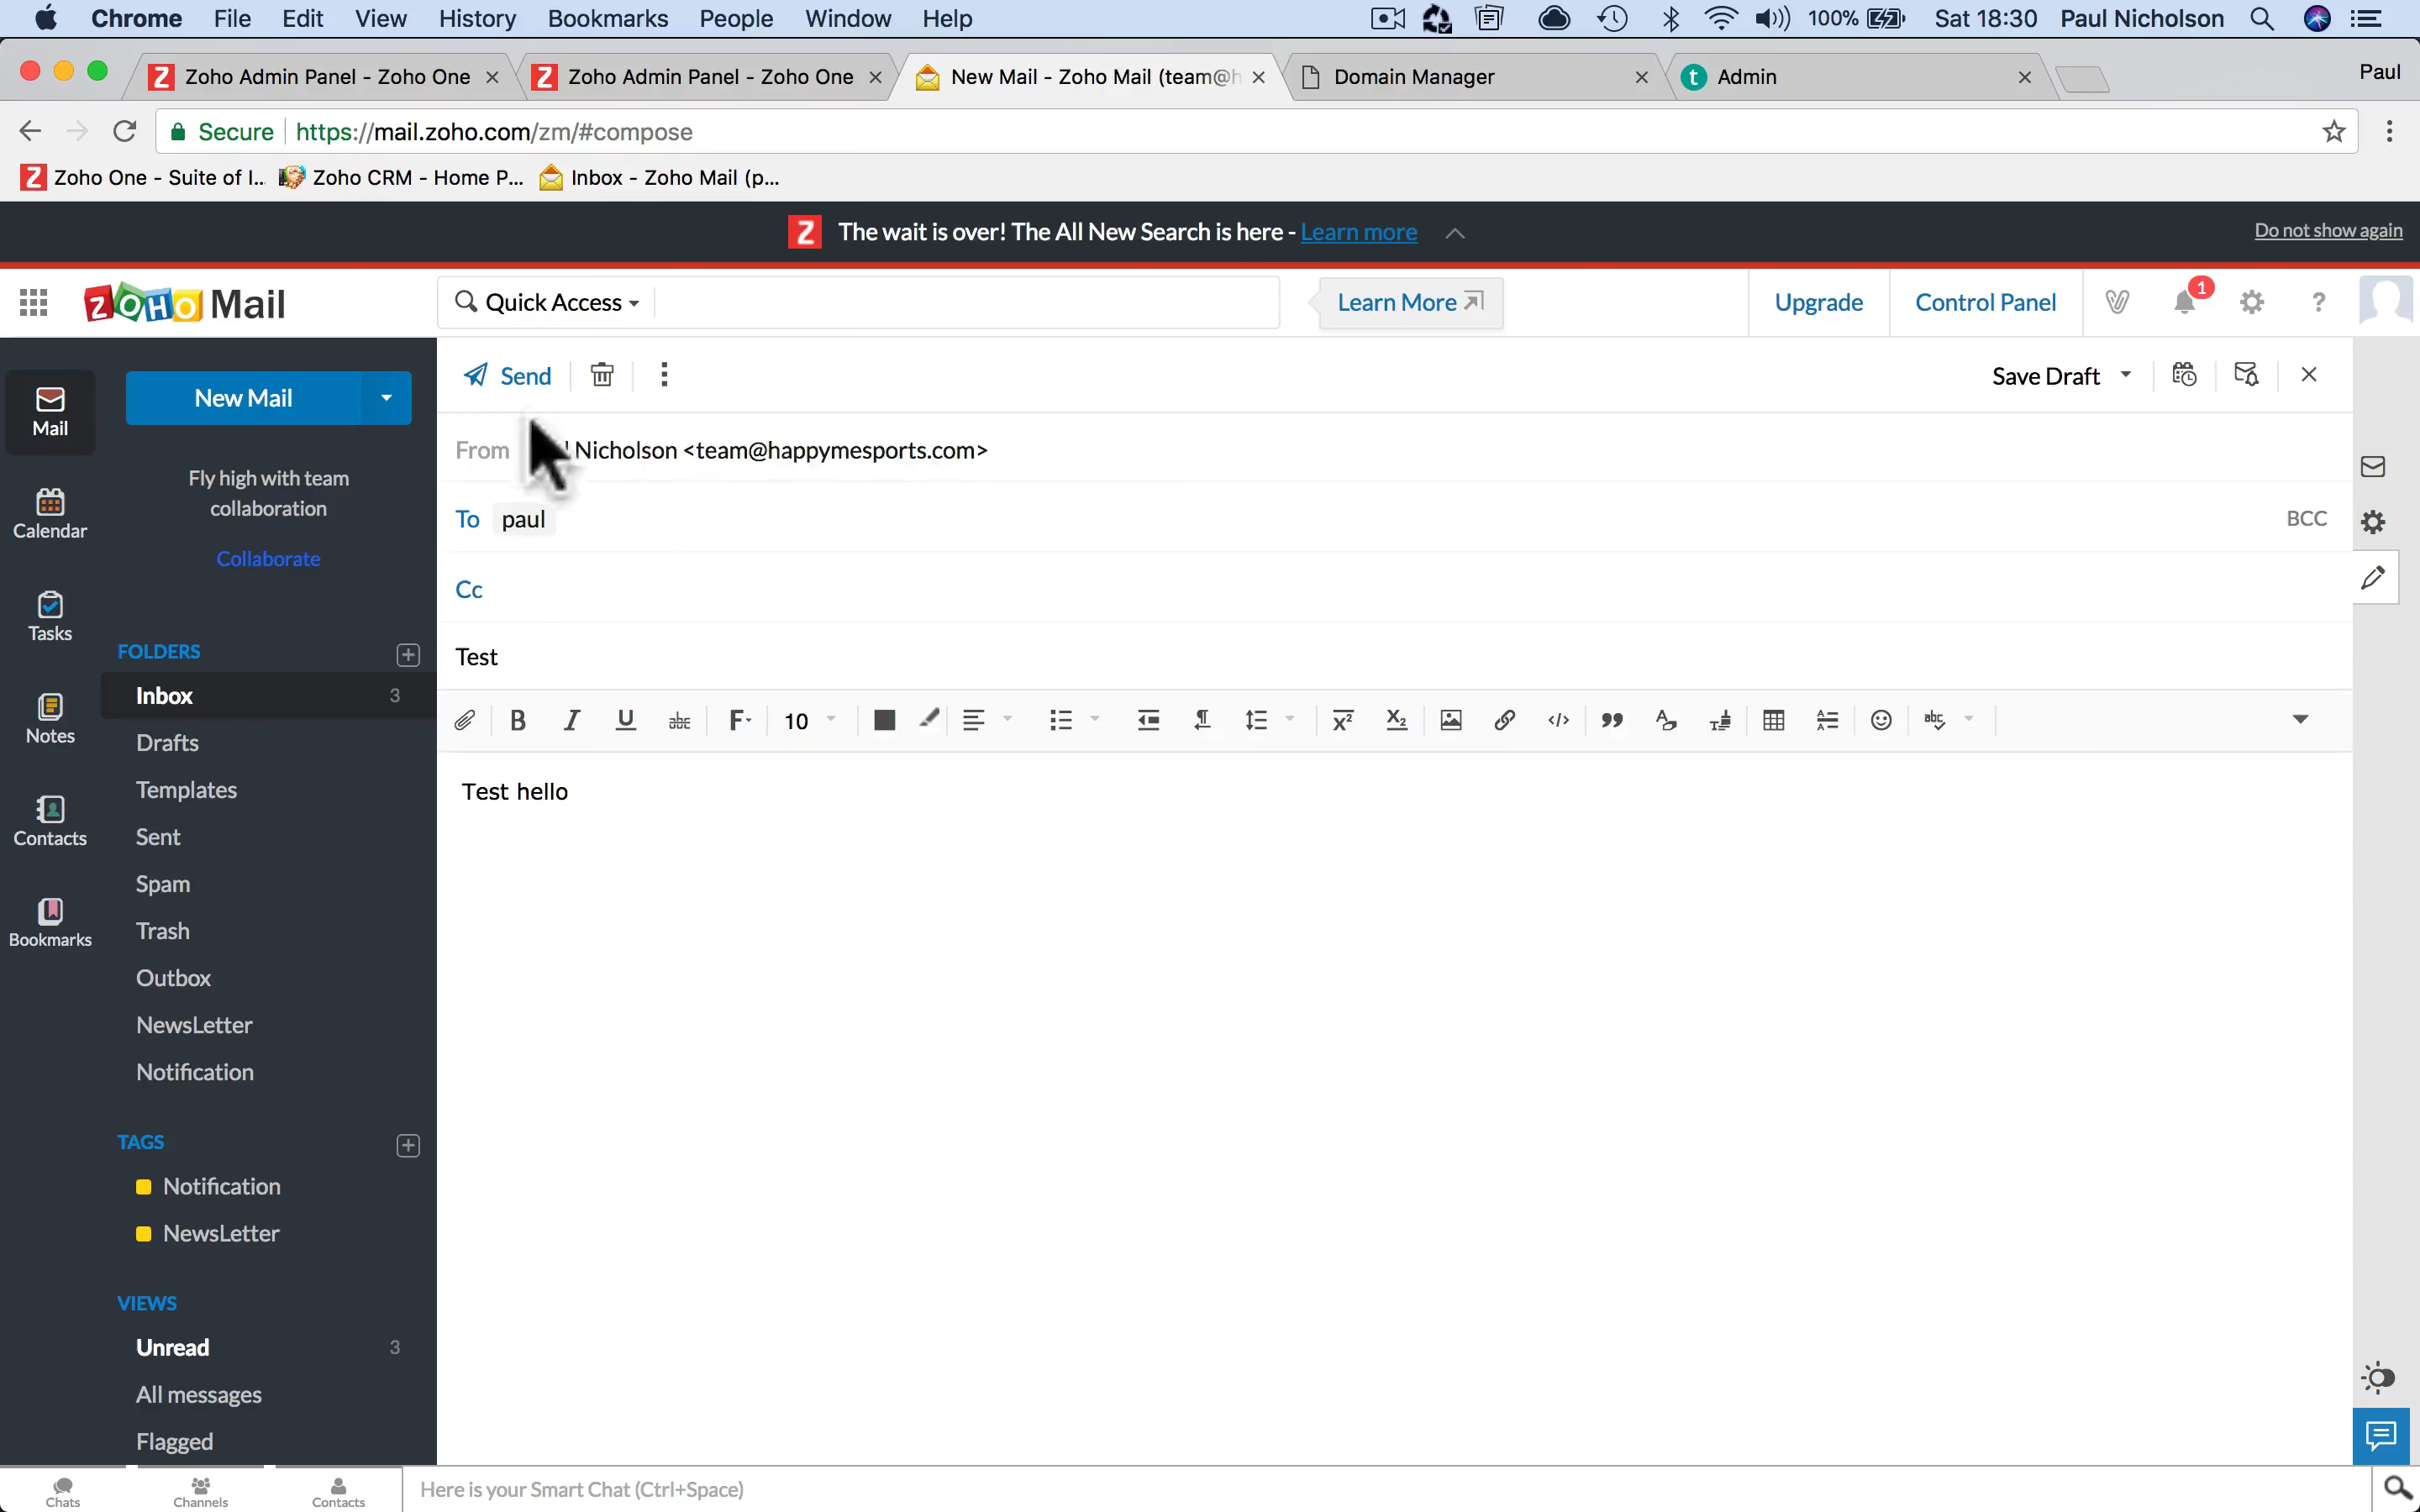 Chrome File Edit View History Bookmarks People Window Help 100% Sat 18:30 Paul Nicholson
Zoho Admin Panel - Zoho One Zoho Admin Panel - Zoho One New Mail - Zoho Mail (team@h Domain Manager t Admin Paul
Secure https://mail.zoho.com/zm/#compose
Zoho One - Suite of I... Zoho CRM - Home P... Inbox - Zoho Mail (p...
Z The wait is over! The All New Search is here - Learn more Do not show again
ZOHO Mail Quick Access Learn More Upgrade Control Panel 1 ?
Mail
Calendar
Tasks
Notes
Contacts
Bookmarks
New Mail
Fly high with team
collaboration
Collaborate
FOLDERS
Inbox 3
Drafts
Templates
Sent
Spam
Trash
Outbox
NewsLetter
Notification
TAGS
Notification
NewsLetter
VIEWS
Unread 3
All messages
Flagged
Send Save Draft
From Nicholson <team@happymesports.com>
To paul BCC
Cc
Test
B I U abc F 10 X² X₂ abc
Test hello
Chats Channels Contacts Here is your Smart Chat (Ctrl+Space)